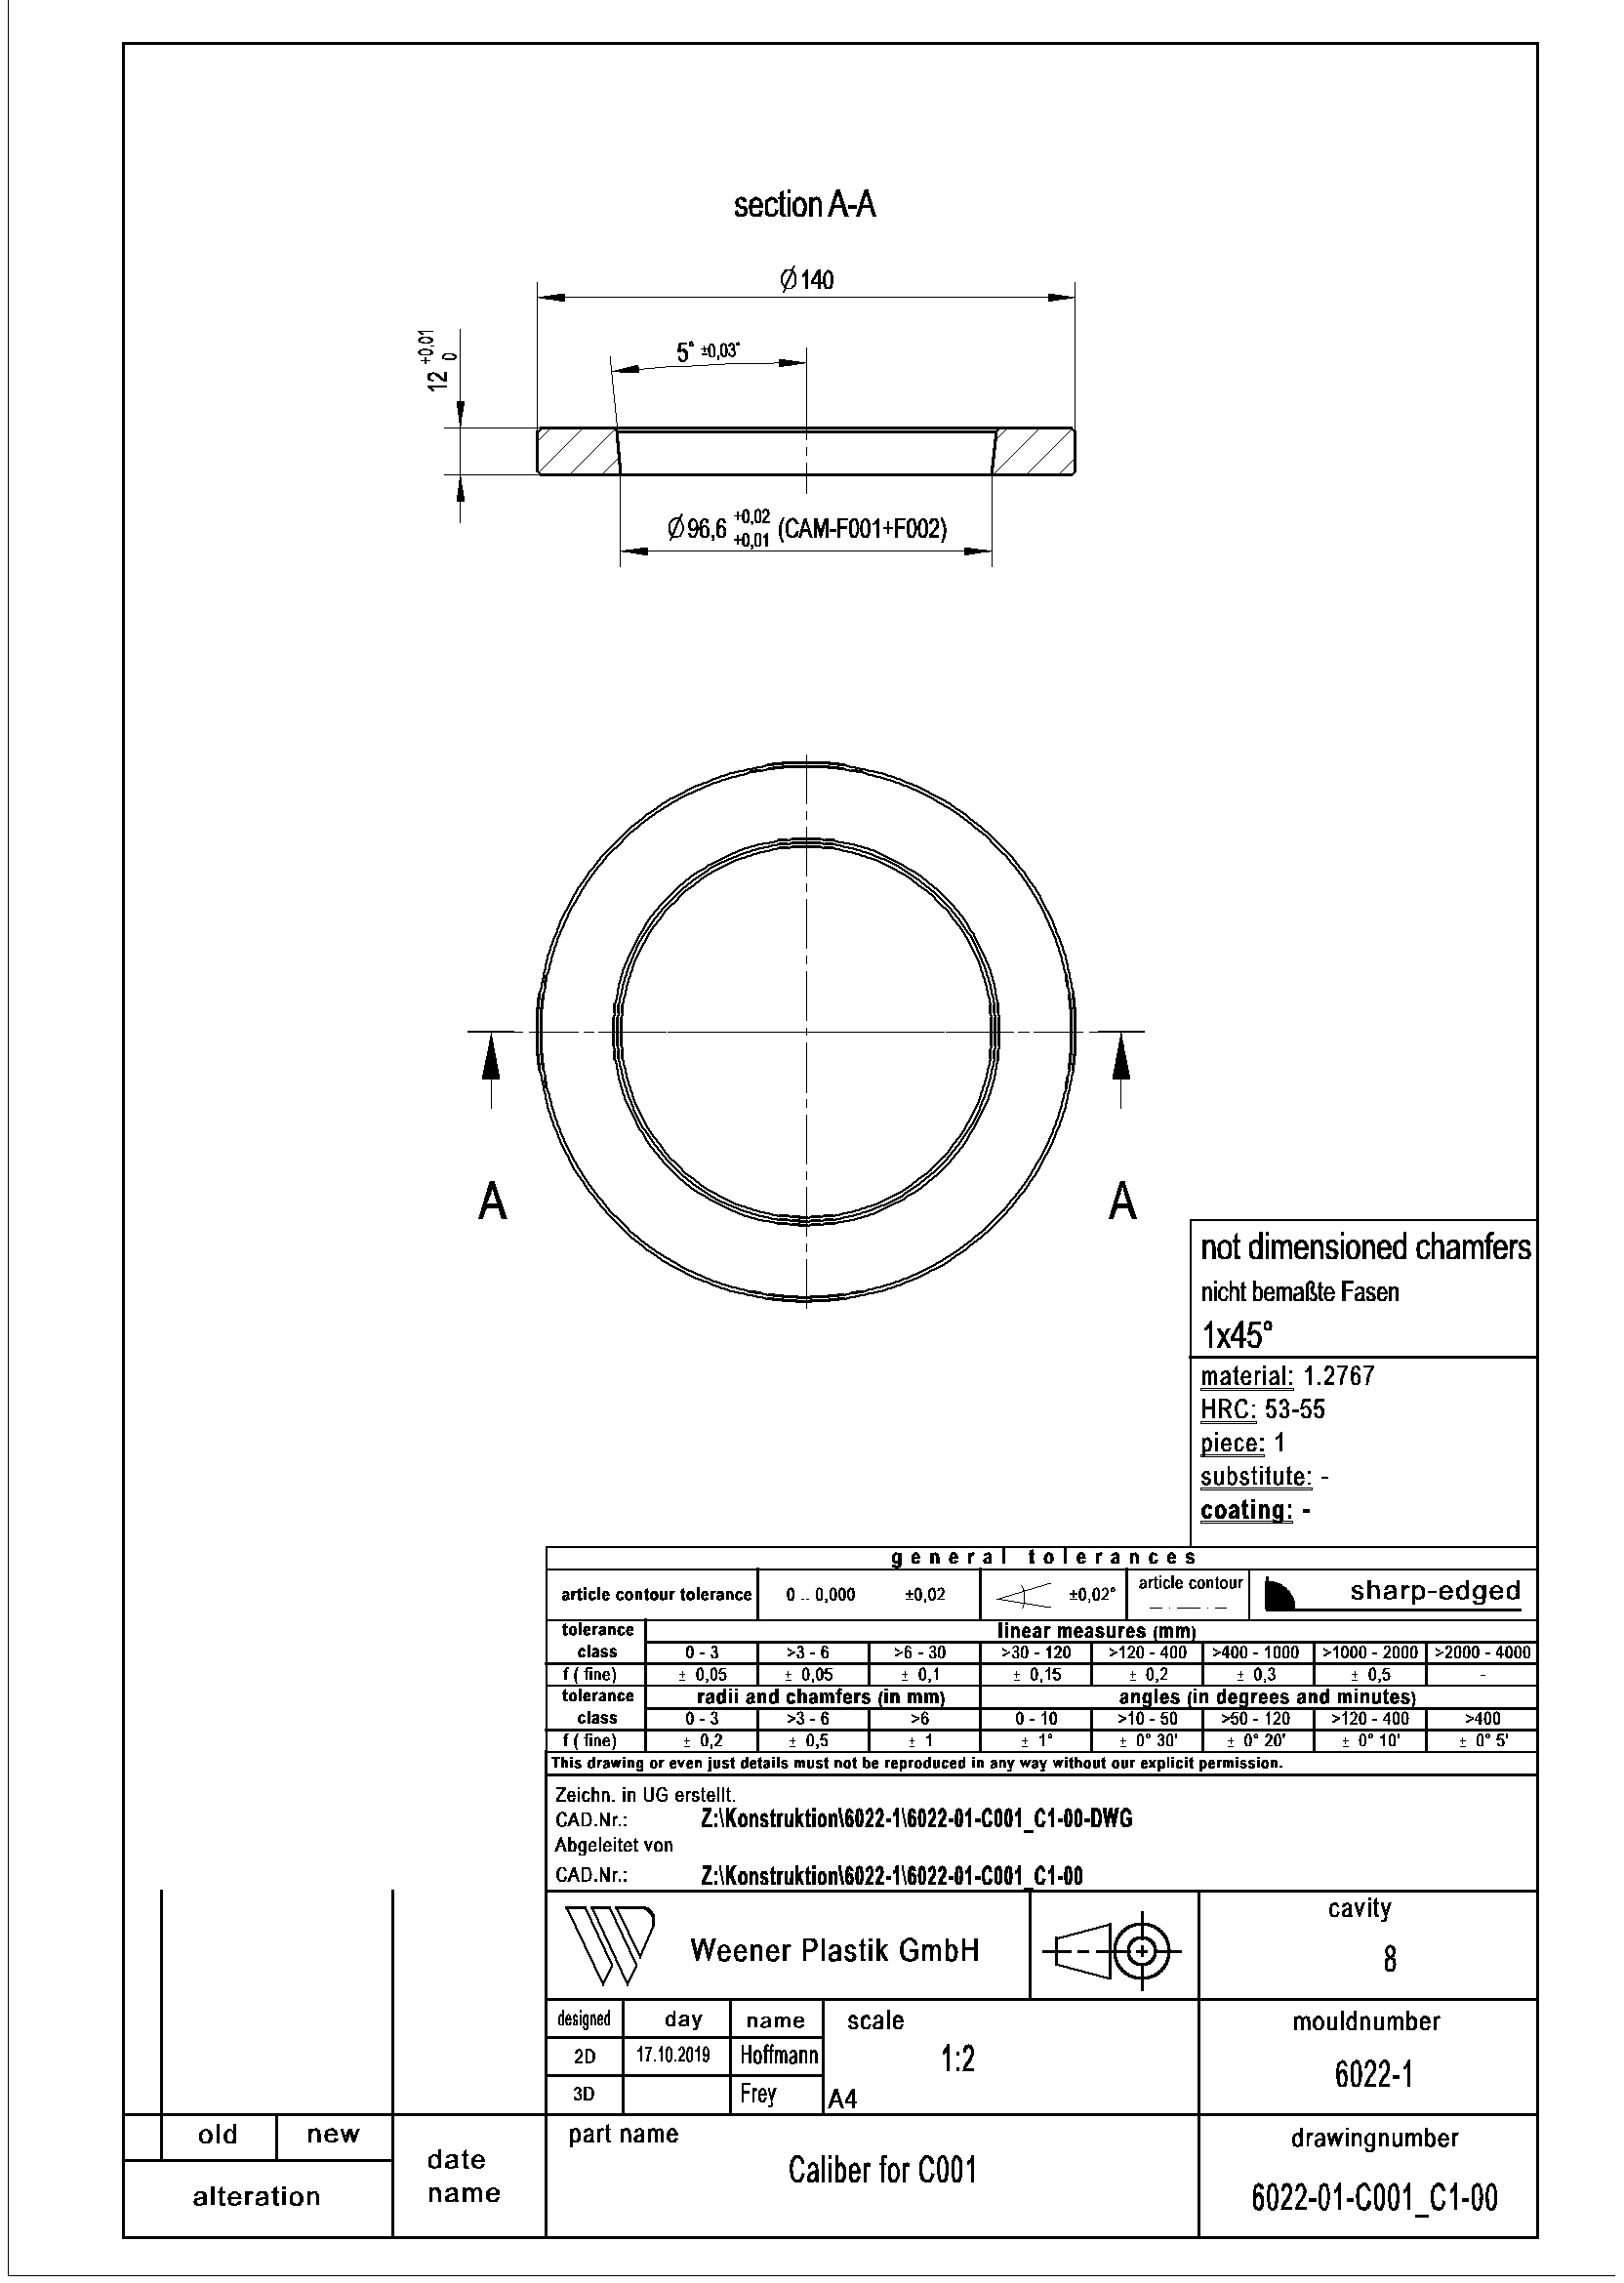 section A-A
Ø140
5° ±0,03°
12 +0,01 0
Ø96,6 +0,02 +0,01 (CAM-F001+F002)
A A
not dimensioned chamfers
nicht bemaßte Fasen
1x45°
material: 1.2767
HRC: 53-55
piece: 1
substitute: -
coating: -
general tolerances
article contour tolerance 0 .. 0,000 ±0,02 ±0,02° article contour sharp-edged
tolerance linear measures (mm)
class 0 - 3 >3 - 6 >6 - 30 >30 - 120 >120 - 400 >400 - 1000 >1000 - 2000 >2000 - 4000
f ( fine) ± 0,05 ± 0,05 ± 0,1 ± 0,15 ± 0,2 ± 0,3 ± 0,5 -
tolerance radii and chamfers (in mm) angles (in degrees and minutes)
class 0 - 3 >3 - 6 >6 0 - 10 >10 - 50 >50 - 120 >120 - 400 >400
f ( fine) ± 0,2 ± 0,5 ± 1 ± 1° ± 0° 30' ± 0° 20' ± 0° 10' ± 0° 5'
This drawing or even just details must not be reproduced in any way without our explicit permission.
Zeichn. in UG erstellt.
CAD.Nr.: Z:\Konstruktion\6022-1\6022-01-C001_C1-00-DWG
Abgeleitet von
CAD.Nr.: Z:\Konstruktion\6022-1\6022-01-C001_C1-00
Weener Plastik GmbH
cavity
8
designed day name scale
2D 17.10.2019 Hoffmann 1:2
3D Frey A4
mouldnumber
6022-1
old new
alteration
date
name
part name
Caliber for C001
drawingnumber
6022-01-C001_C1-00